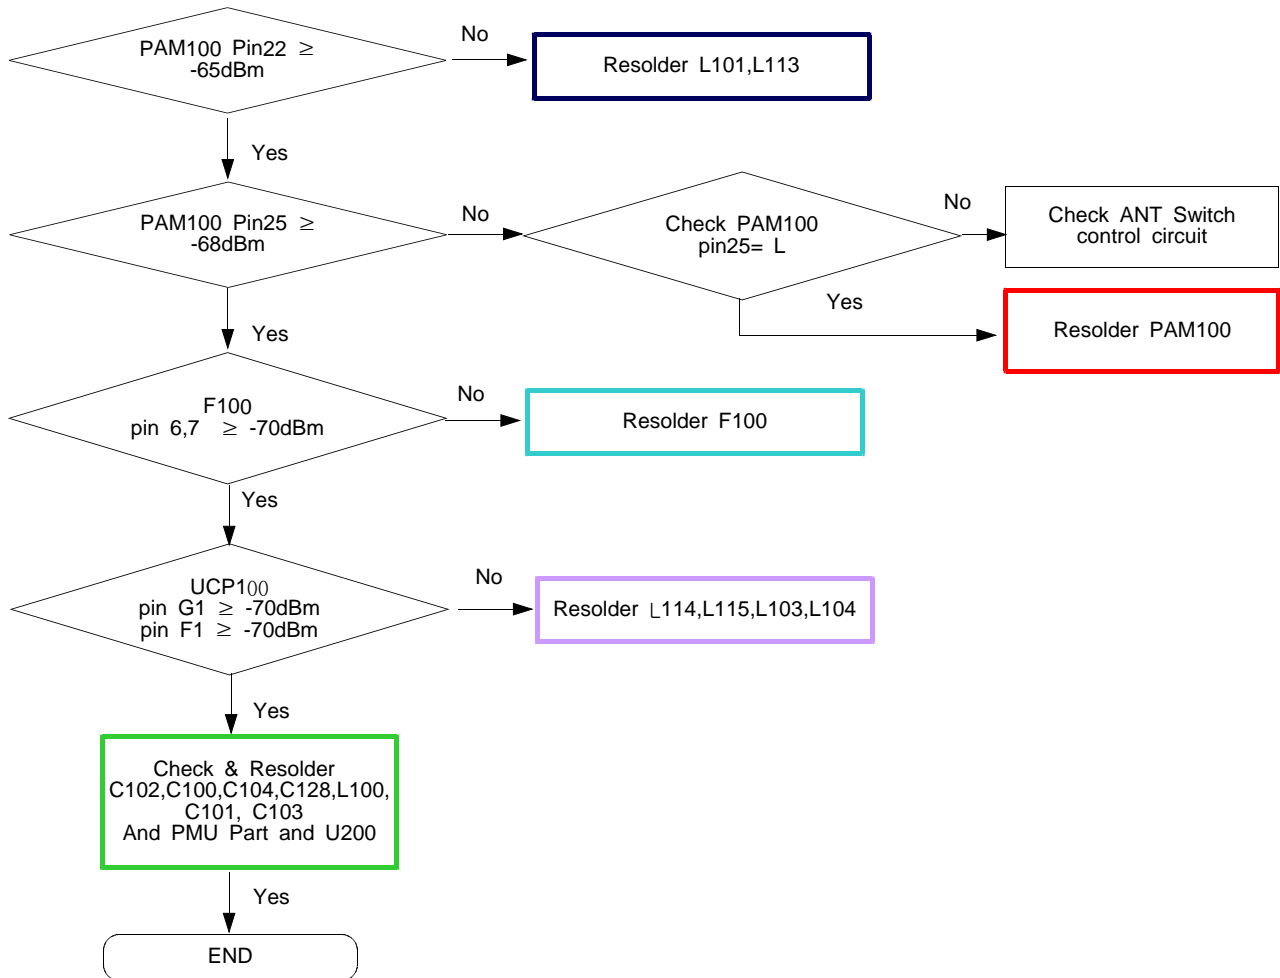 PAM100 Pin22 ≥
-65dBm
No
Resolder L101,L113
Yes
PAM100 Pin25 ≥
-68dBm
No
Check PAM100
pin25= L
No
Check ANT Switch
control circuit
Yes
Resolder PAM100
Yes
F100
pin 6,7 ≥ -70dBm
No
Resolder F100
Yes
UCP100
pin G1 ≥ -70dBm
pin F1 ≥ -70dBm
No
Resolder L114,L115,L103,L104
Yes
Check & Resolder
C102,C100,C104,C128,L100,
C101, C103
And PMU Part and U200
Yes
END